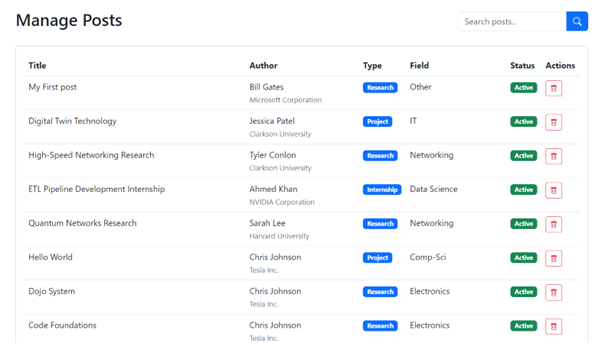 Manage Posts
Search posts...
Title Author Type Field Status Actions
My First post Bill Gates Research Other Active
Microsoft Corporation
Digital Twin Technology Jessica Patel Project IT Active
Clarkson University
High-Speed Networking Research Tyler Conlon Research Networking Active
Clarkson University
ETL Pipeline Development Internship Ahmed Khan Internship Data Science Active
NVIDIA Corporation
Quantum Networks Research Sarah Lee Research Networking Active
Harvard University
Hello World Chris Johnson Project Comp-Sci Active
Tesla Inc.
Dojo System Chris Johnson Research Electronics Active
Tesla Inc.
Code Foundations Chris Johnson Research Electronics Active
Tesla Inc.